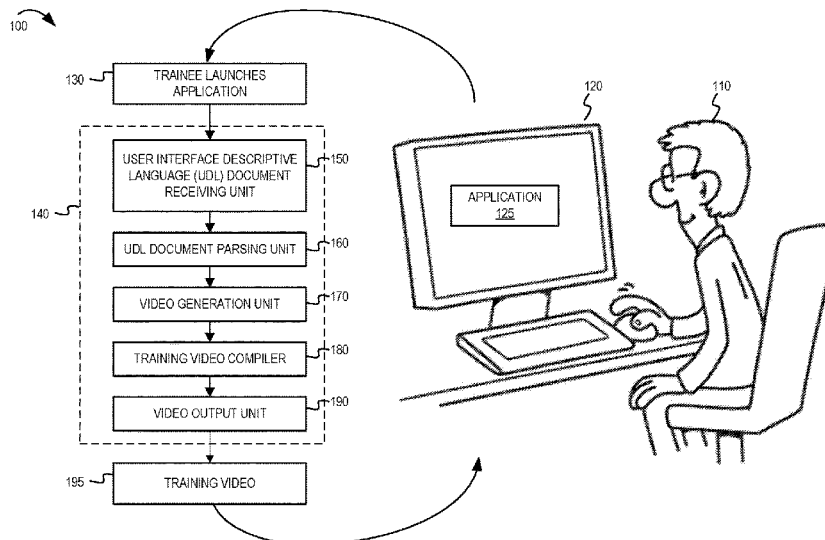 100
130
TRAINEE LAUNCHES
APPLICATION
120
110
USER INTERFACE DESCRIPTIVE
LANGUAGE (UDL) DOCUMENT
RECEIVING UNIT
150
APPLICATION
125
140
UDL DOCUMENT PARSING UNIT
160
VIDEO GENERATION UNIT
170
TRAINING VIDEO COMPILER
180
VIDEO OUTPUT UNIT
190
195
TRAINING VIDEO